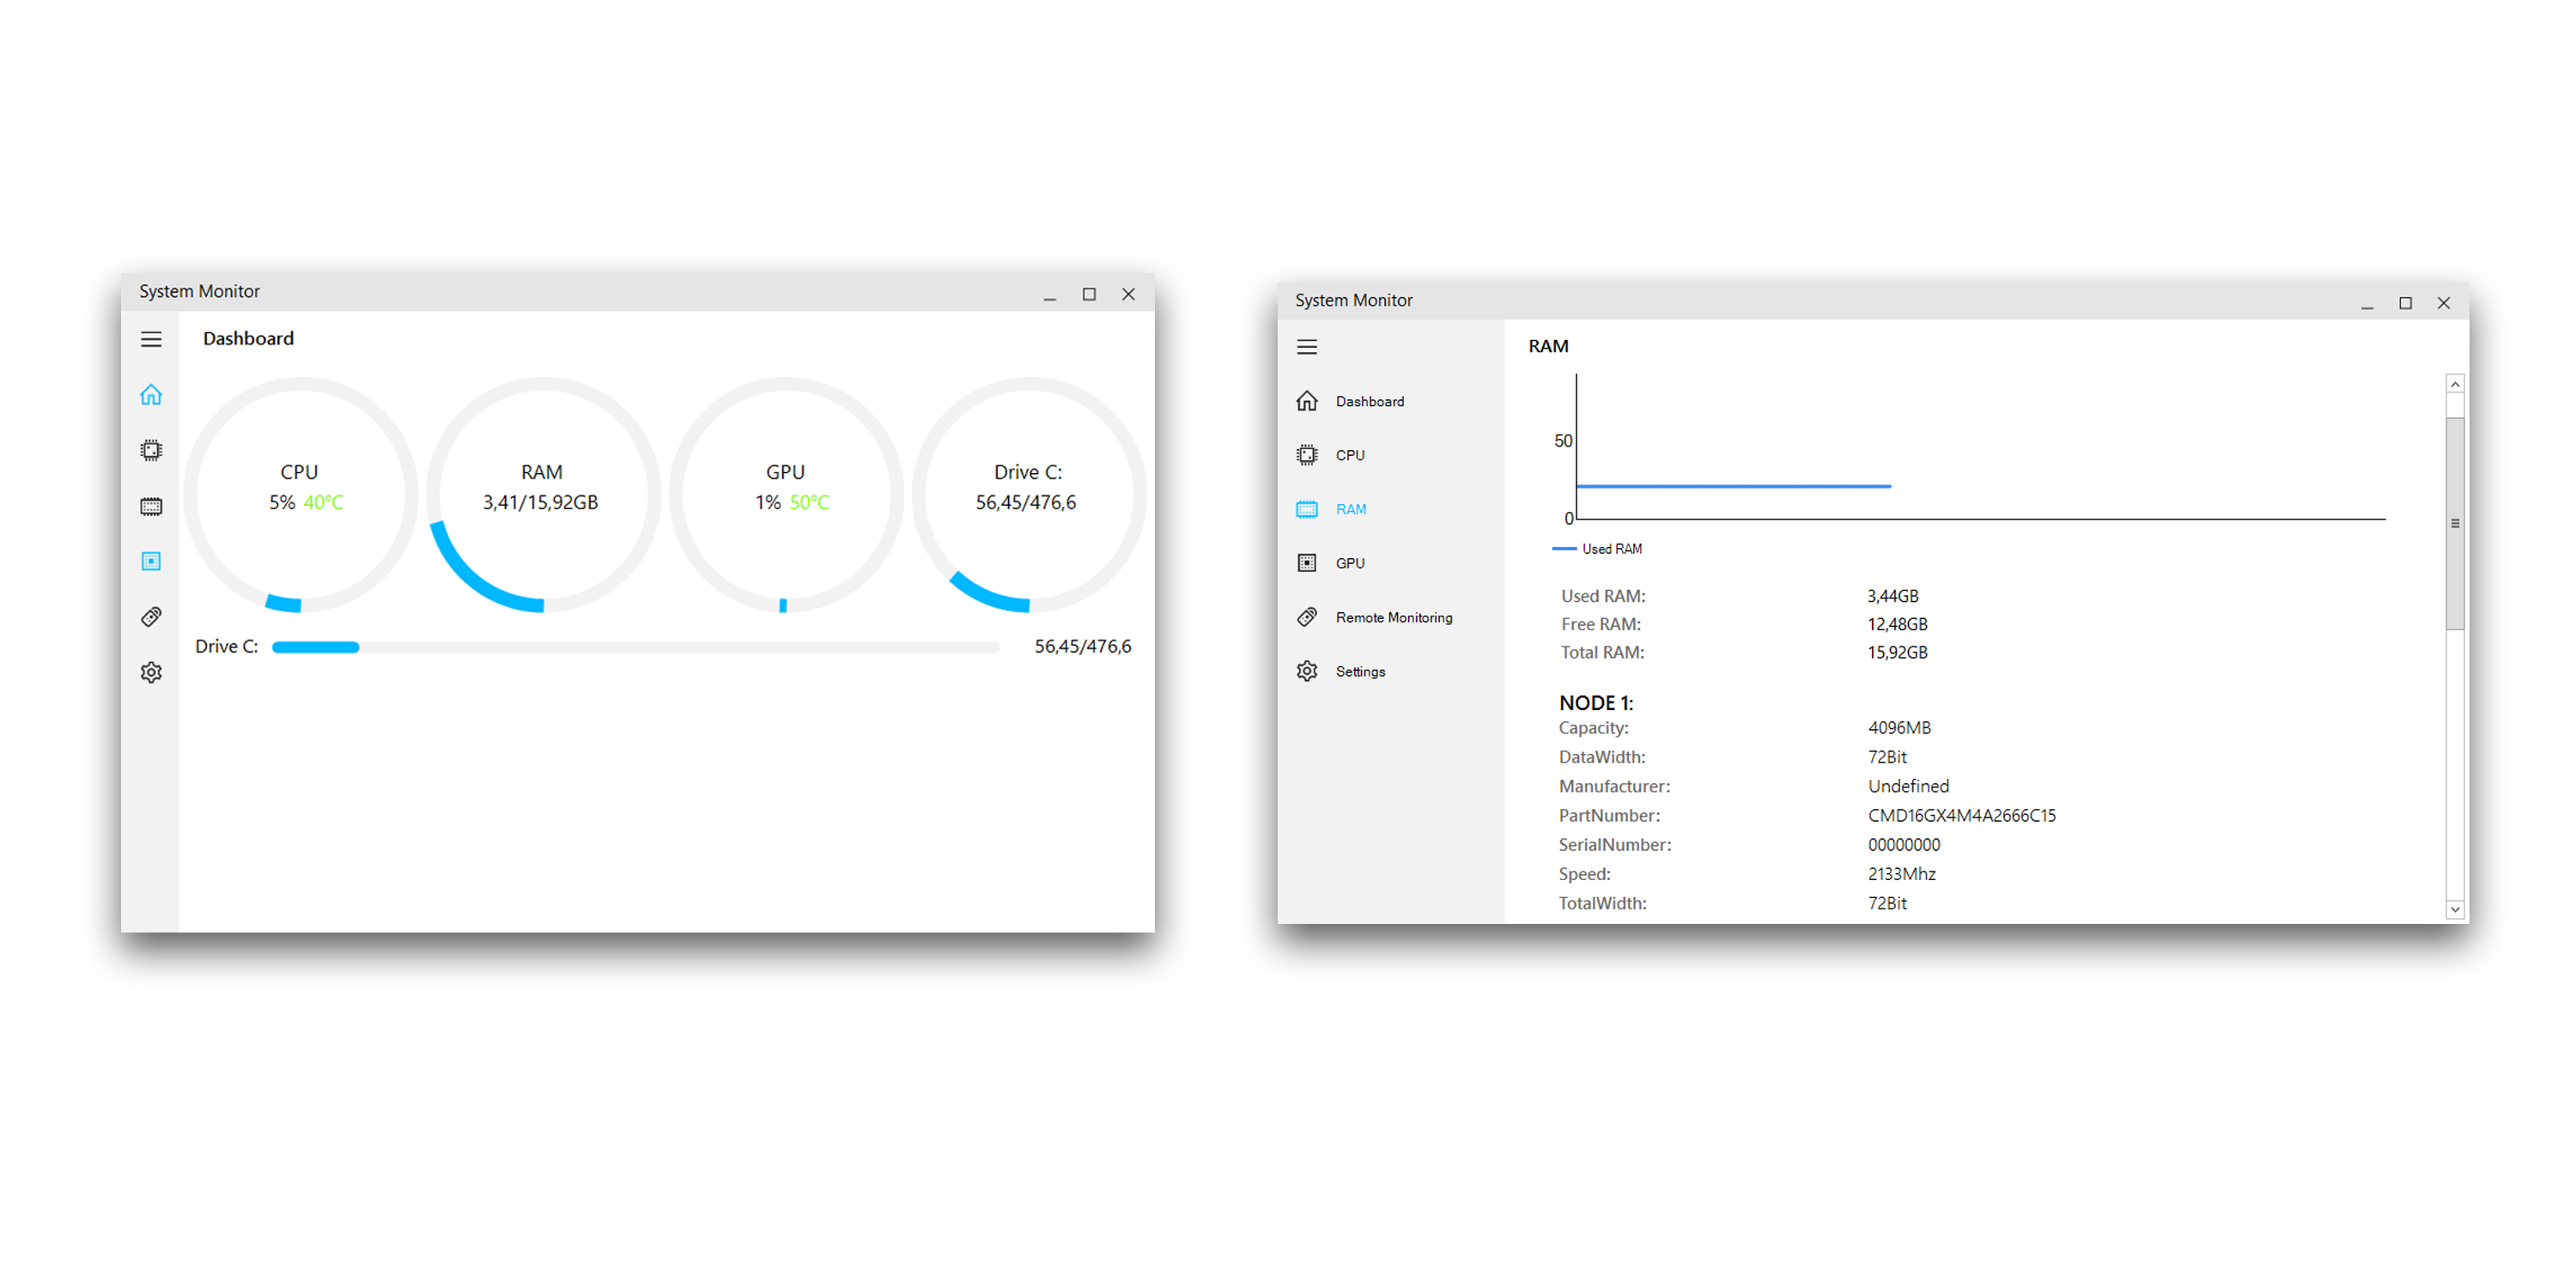 System Monitor
Dashboard
CPU
5% 40°C
RAM
3,41/15,92GB
GPU
1% 50°C
Drive C:
56,45/476,6
Drive C: 56,45/476,6
System Monitor
Dashboard
CPU
RAM
GPU
Remote Monitoring
Settings
RAM
50
0
Used RAM
Used RAM: 3,44GB
Free RAM: 12,48GB
Total RAM: 15,92GB
NODE 1:
Capacity: 4096MB
DataWidth: 72Bit
Manufacturer: Undefined
PartNumber: CMD16GX4M4A2666C15
SerialNumber: 00000000
Speed: 2133Mhz
TotalWidth: 72Bit